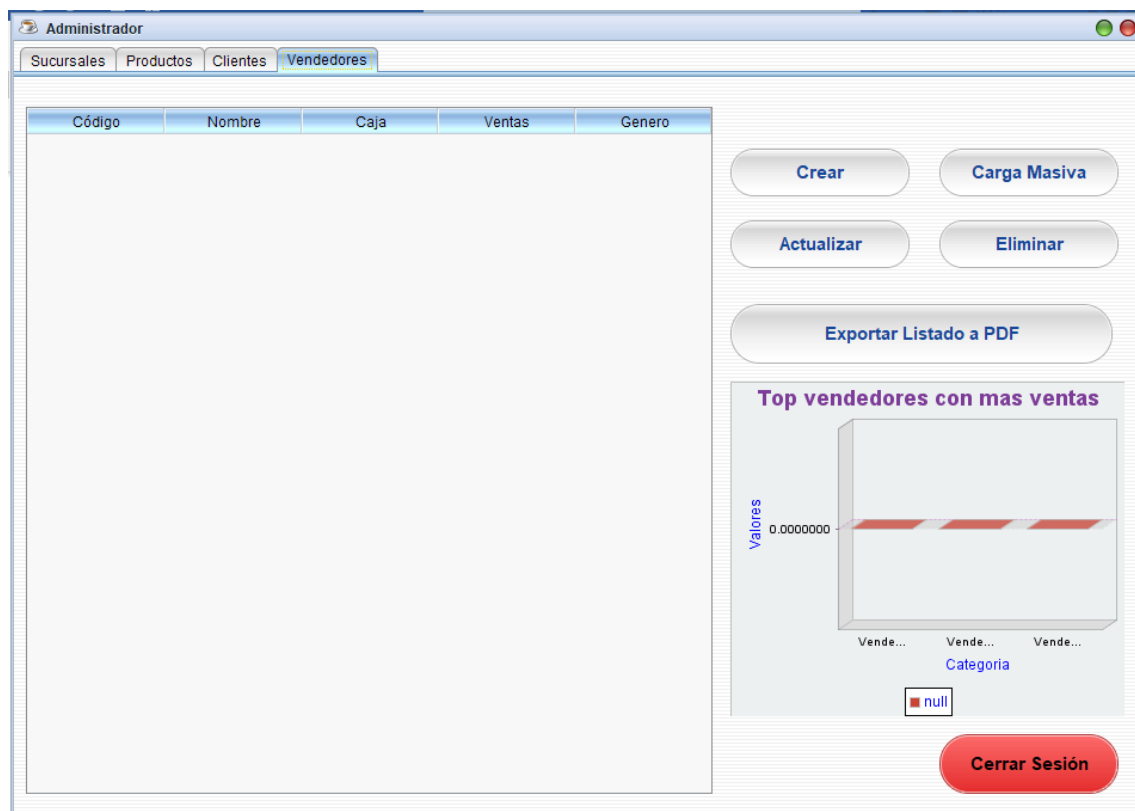 Administrador
Sucursales Productos Clientes Vendedores
Código Nombre Caja Ventas Genero
Crear Carga Masiva
Actualizar Eliminar
Exportar Listado a PDF
Top vendedores con mas ventas
Valores
0.0000000
Vende... Vende... Vende...
Categoria
null
Cerrar Sesión